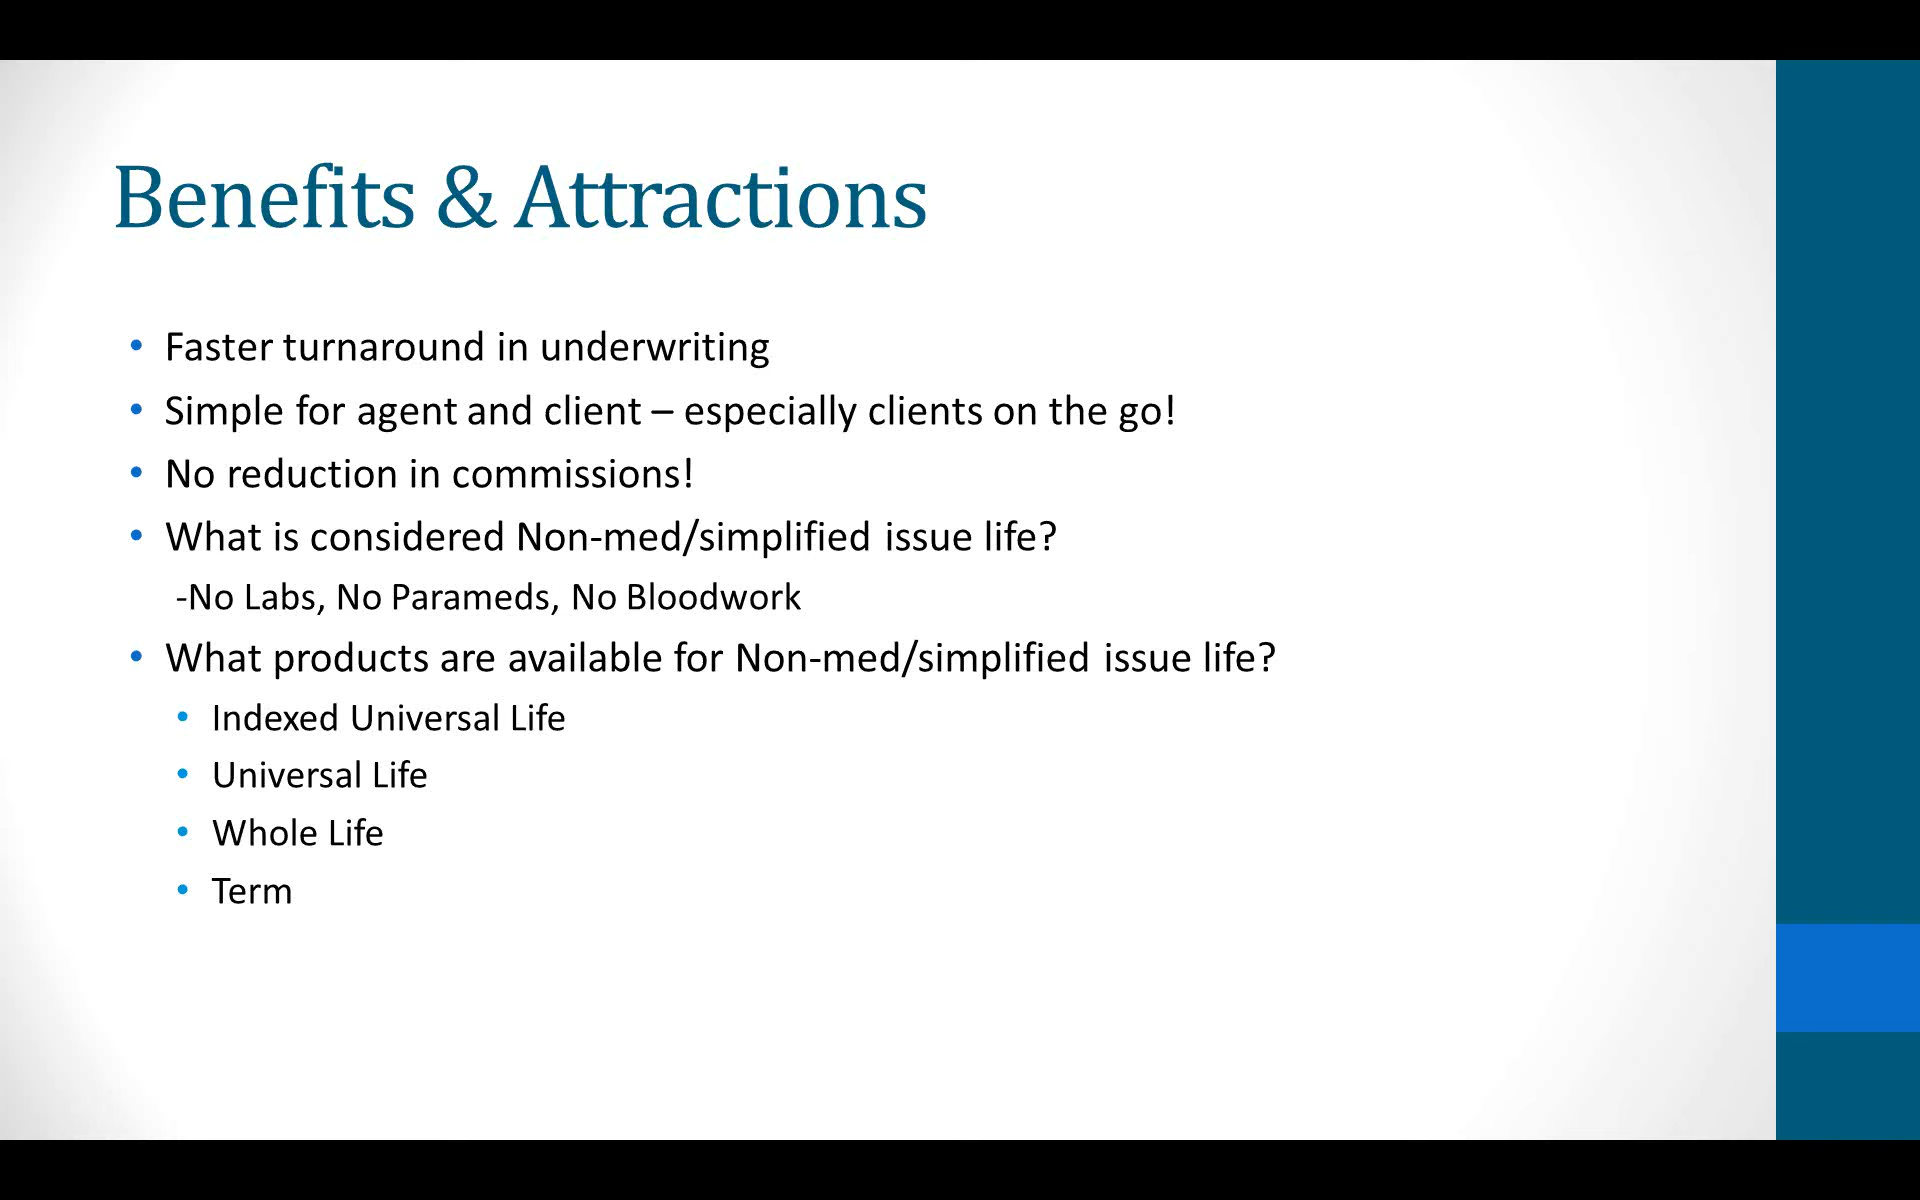 Benefits & Attractions
• Faster turnaround in underwriting
• Simple for agent and client – especially clients on the go!
• No reduction in commissions!
• What is considered Non-med/simplified issue life?
-No Labs, No Parameds, No Bloodwork
• What products are available for Non-med/simplified issue life?
• Indexed Universal Life
• Universal Life
• Whole Life
• Term